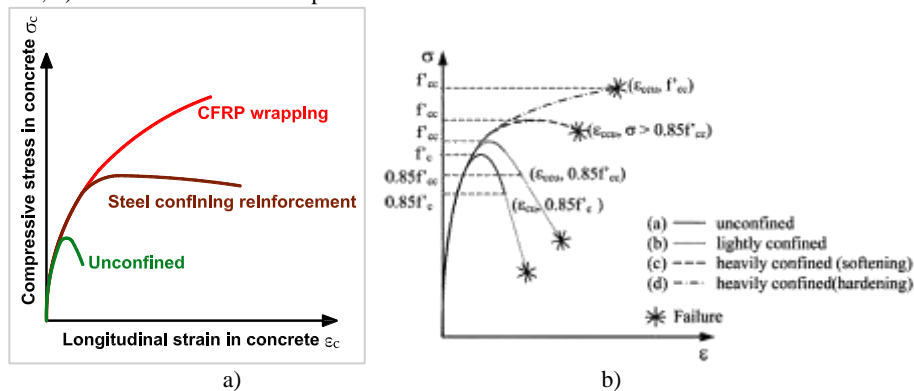 Compressive stress in concrete σc
CFRP wrapping
Steel confining reinforcement
Unconfined
Longitudinal strain in concrete εc
a)
σ
f'cc
f'cc
f'cc
f'c
0.85f'cc
0.85f'c
(εccu, f'cc)
(εccu, σ > 0.85f'cc)
(εccu, 0.85f'cc)
(εcu, 0.85f'c )
(a) unconfined
(b) lightly confined
(c) heavily confined (softening)
(d) heavily confined(hardening)
Failure
ε
b)